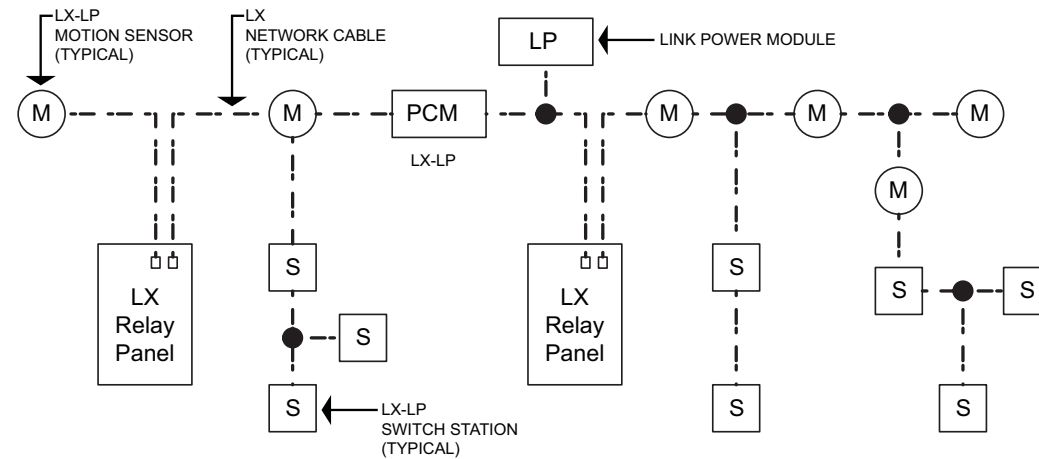 LX-LP
MOTION SENSOR
(TYPICAL)
LX
NETWORK CABLE
(TYPICAL)
LP
LINK POWER MODULE
M
M
PCM
M
M
M
LX-LP
M
S
S
S
S
LX
Relay
Panel
LX
Relay
Panel
S
S
S
S
LX-LP
SWITCH STATION
(TYPICAL)